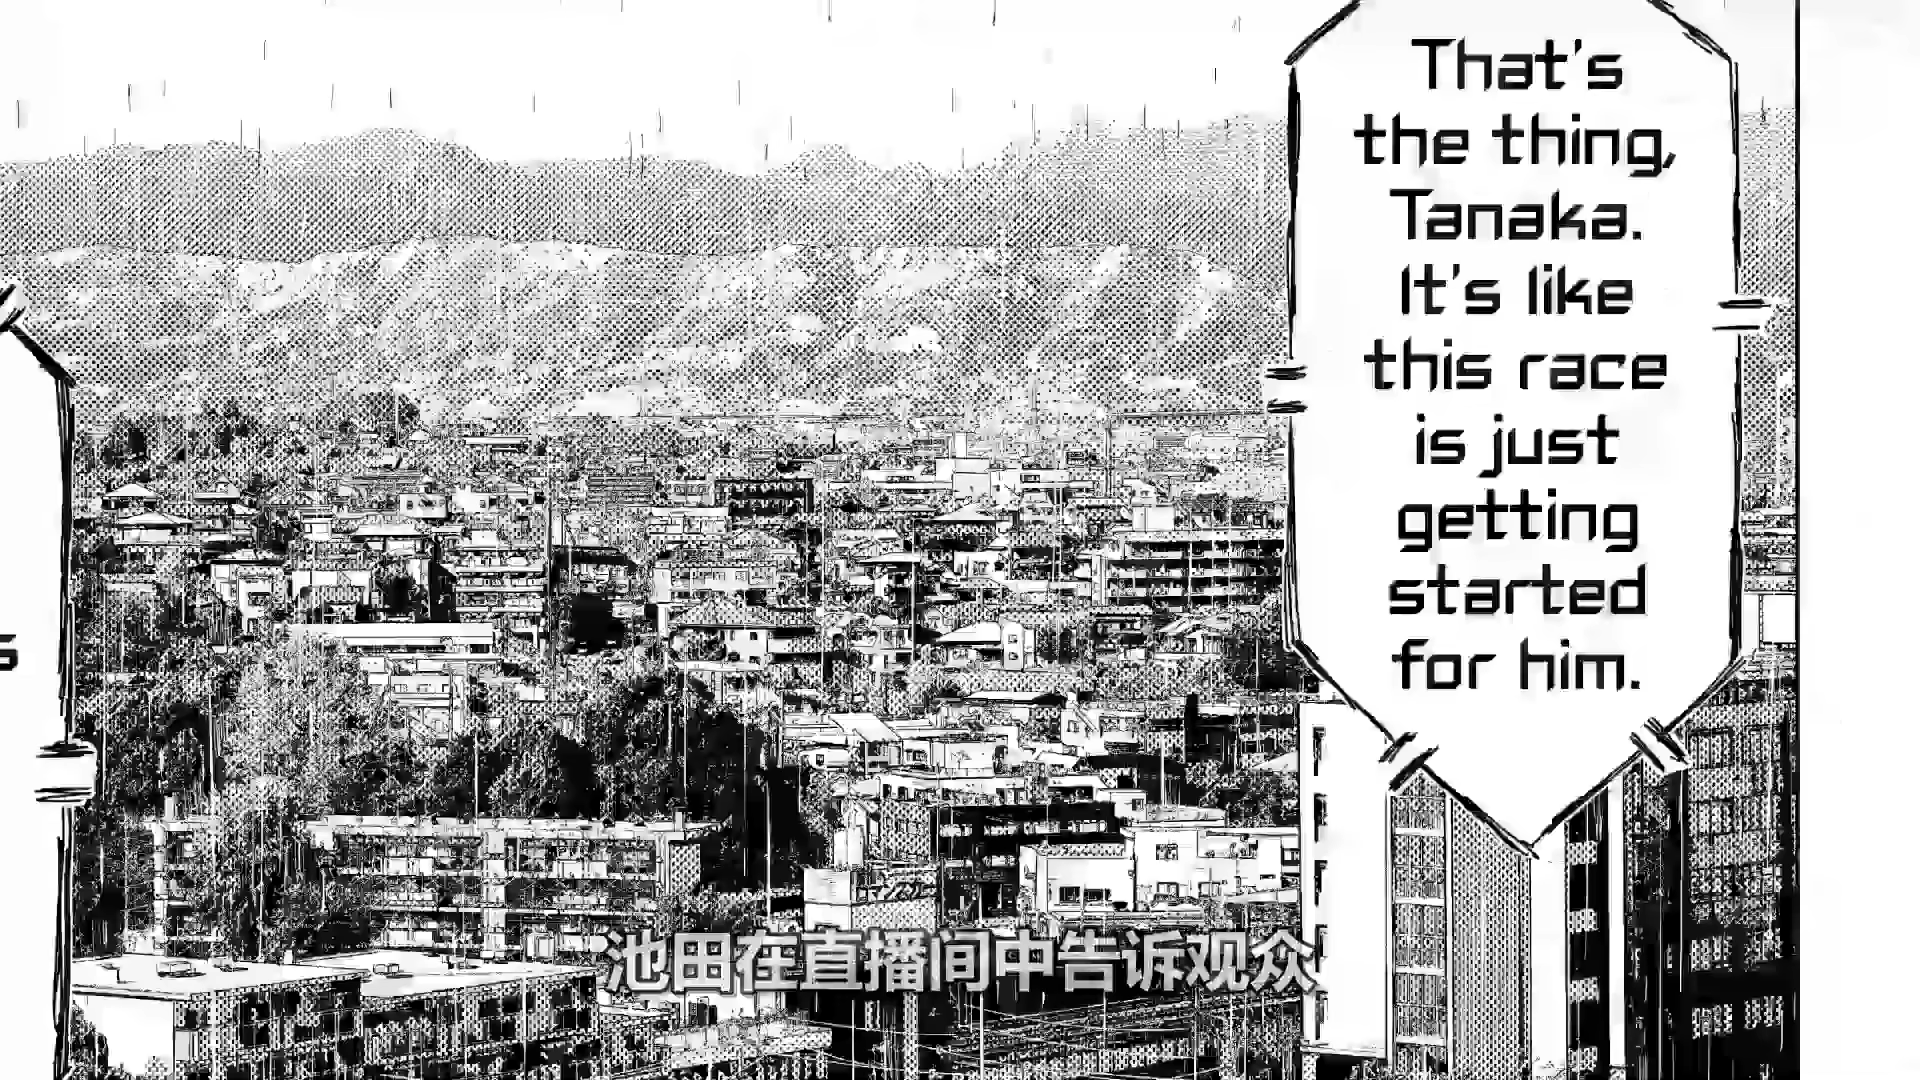 That's
the thing,
Tanaka.
It's like
this race
is just
getting
started
for him.
s
池田在直播间中告诉观众